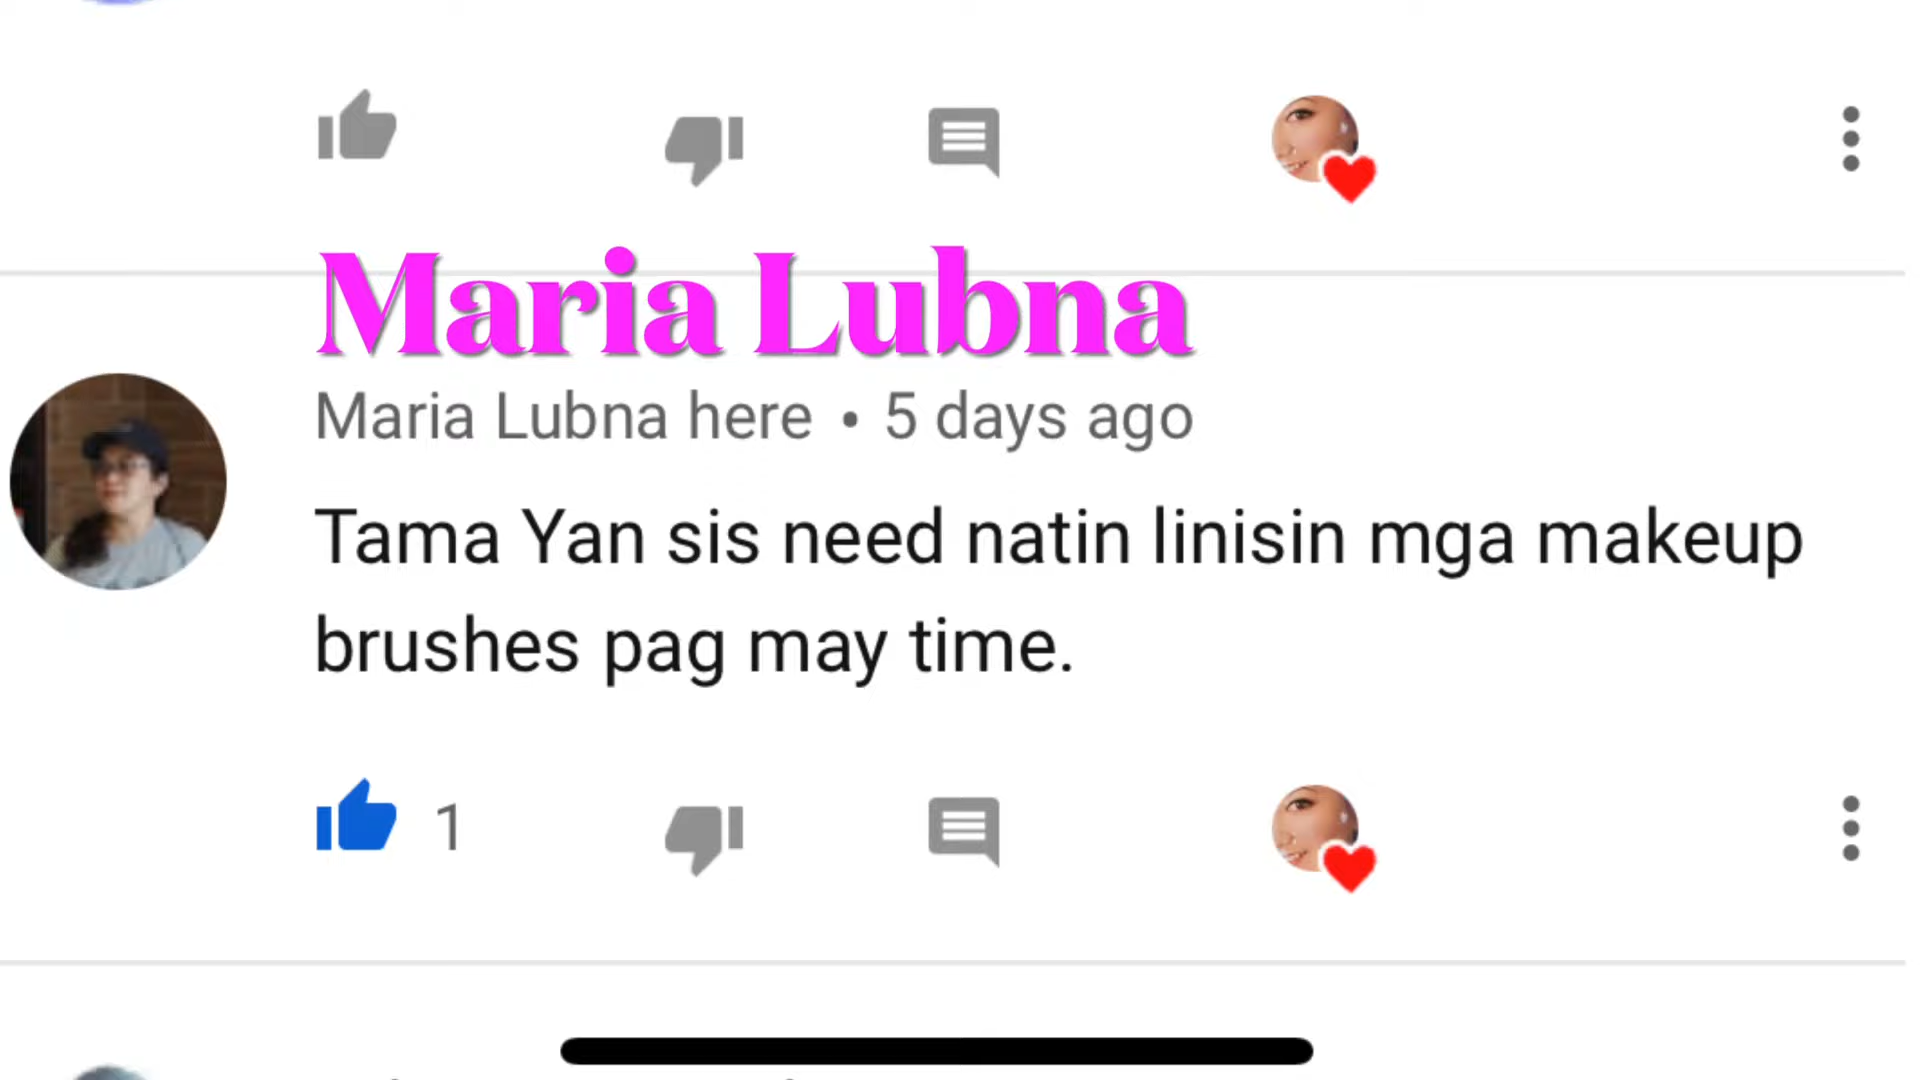 Maria Lubna
Maria Lubna here • 5 days ago
Tama Yan sis need natin linisin mga makeup
brushes pag may time.
1